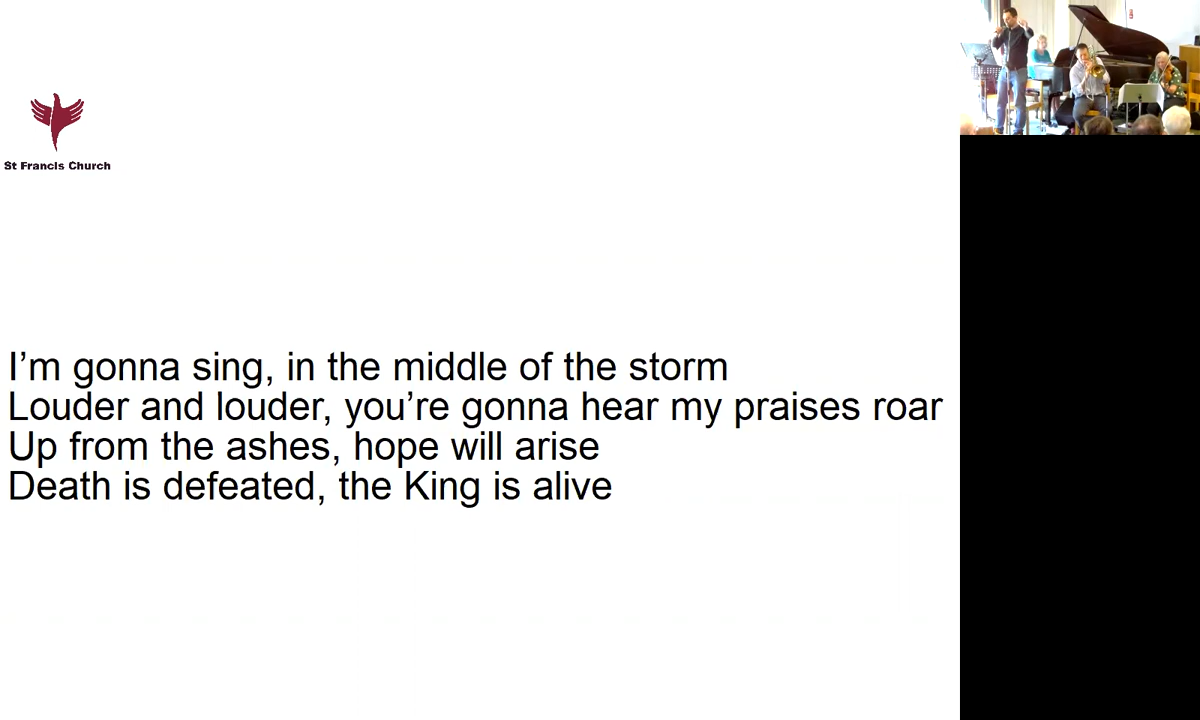 St Francis Church
I’m gonna sing, in the middle of the storm
Louder and louder, you’re gonna hear my praises roar
Up from the ashes, hope will arise
Death is defeated, the King is alive